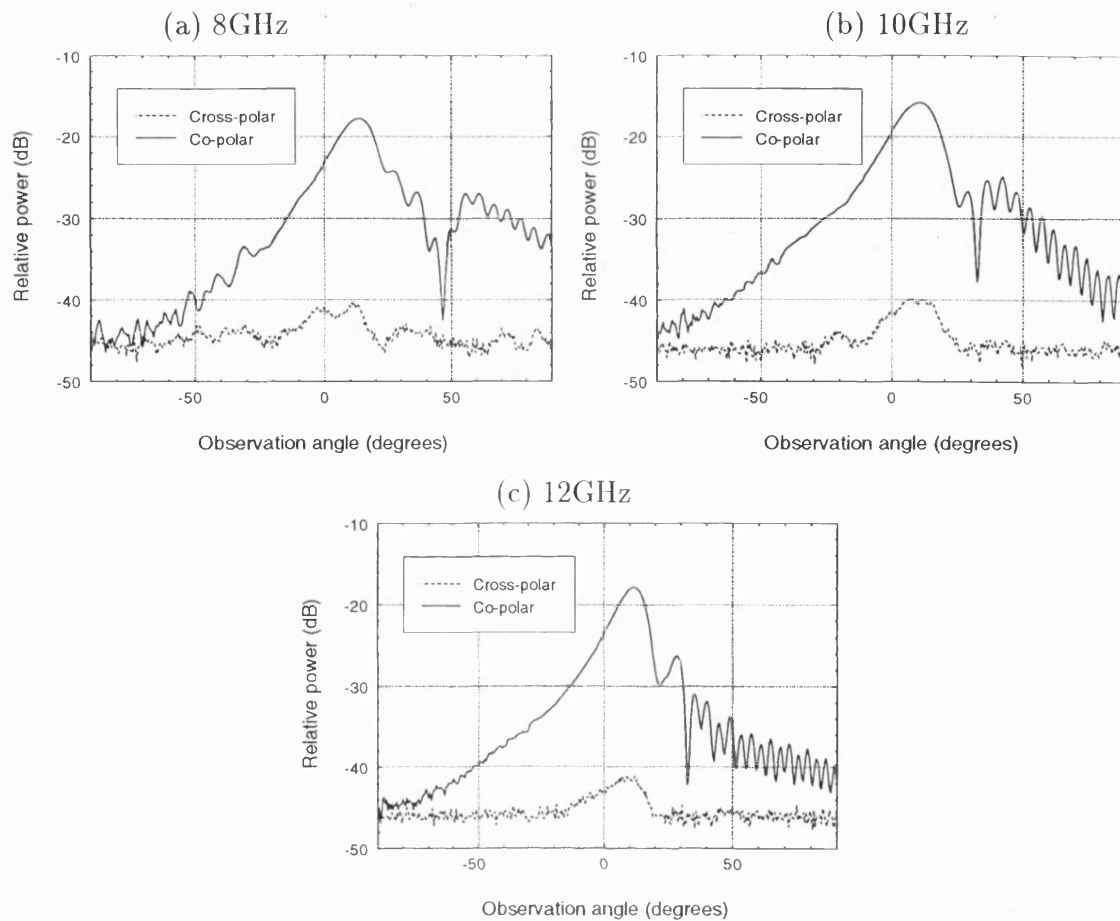 (a) 8GHz
-10
-20
-30
-40
-50
Relative power (dB)
Cross-polar
Co-polar
-50
0
50
Observation angle (degrees)
(b) 10GHz
-10
-20
-30
-40
-50
Relative power (dB)
Cross-polar
Co-polar
-50
0
50
Observation angle (degrees)
(c) 12GHz
-10
-20
-30
-40
-50
Relative power (dB)
Cross-polar
Co-polar
-50
0
50
Observation angle (degrees)